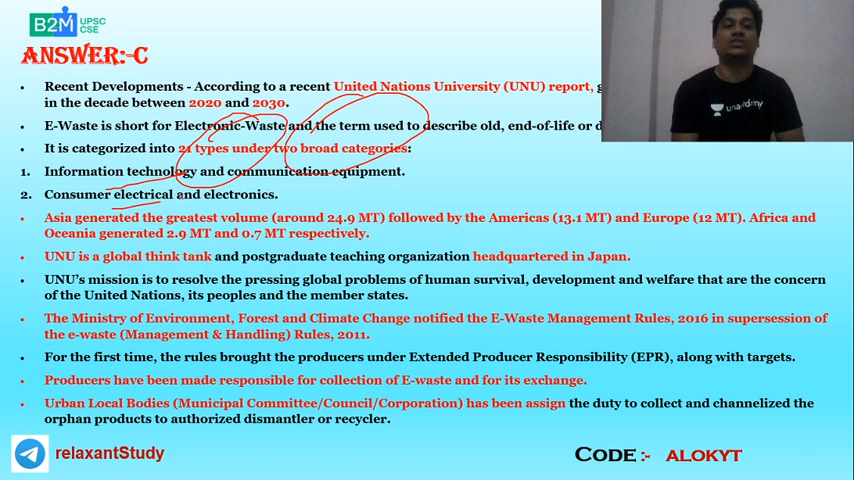 B2M UPSC
CSE
ANSWER:-C
• Recent Developments - According to a recent United Nations University (UNU) report, g
in the decade between 2020 and 2030.
• E-Waste is short for Electronic-Waste and the term used to describe old, end-of-life or d
• It is categorized into 21 types under two broad categories:
1. Information technology and communication equipment.
2. Consumer electrical and electronics.
• Asia generated the greatest volume (around 24.9 MT) followed by the Americas (13.1 MT) and Europe (12 MT). Africa and
Oceania generated 2.9 MT and 0.7 MT respectively.
• UNU is a global think tank and postgraduate teaching organization headquartered in Japan.
• UNU's mission is to resolve the pressing global problems of human survival, development and welfare that are the concern
of the United Nations, its peoples and the member states.
• The Ministry of Environment, Forest and Climate Change notified the E-Waste Management Rules, 2016 in supersession of
the e-waste (Management & Handling) Rules, 2011.
• For the first time, the rules brought the producers under Extended Producer Responsibility (EPR), along with targets.
• Producers have been made responsible for collection of E-waste and for its exchange.
• Urban Local Bodies (Municipal Committee/Council/Corporation) has been assign the duty to collect and channelized the
orphan products to authorized dismantler or recycler.
unacademy
relaxantStudy
CODE :- ALOKYT